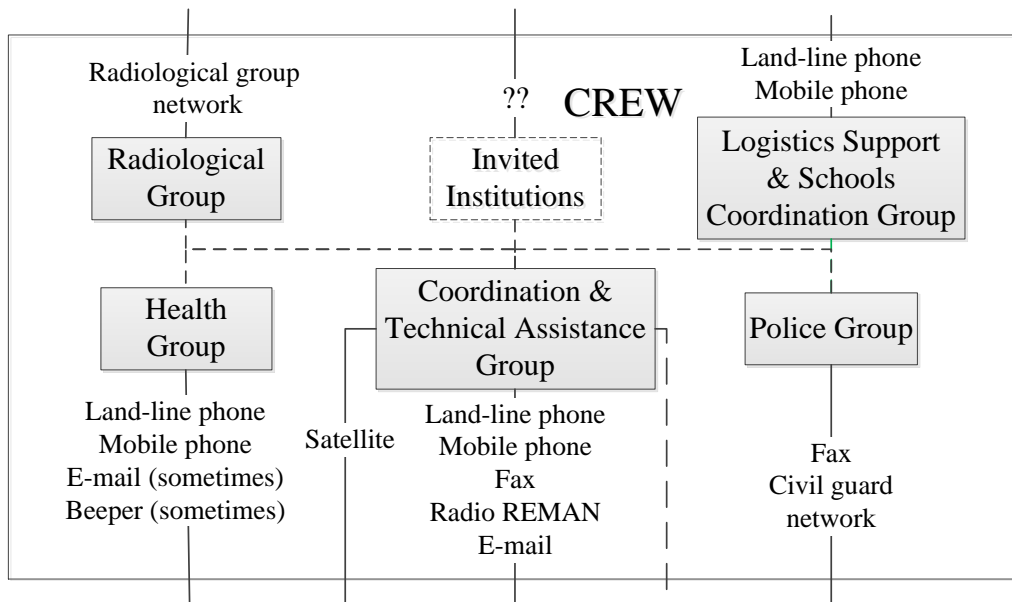 Radiological group
network
??
CREW
Land-line phone
Mobile phone
Radiological
Group
Invited
Institutions
Logistics Support
& Schools
Coordination Group
Health
Group
Coordination &
Technical Assistance
Group
Police Group
Land-line phone
Mobile phone
E-mail (sometimes)
Beeper (sometimes)
Satellite
Land-line phone
Mobile phone
Fax
Radio REMAN
E-mail
Fax
Civil guard
network